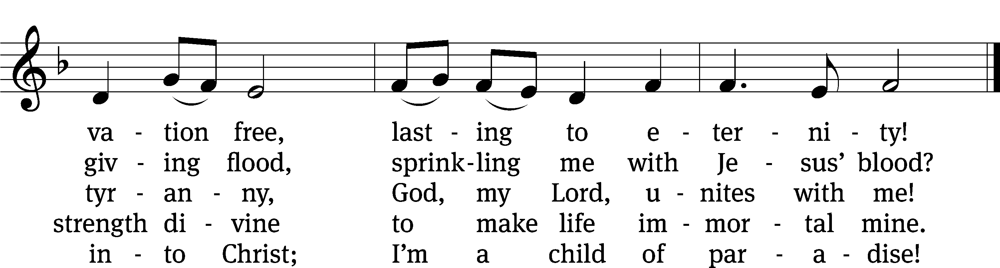 va - tion free, last - ing to e - ter - ni - ty!
giv - ing flood, sprink - ling me with Je - sus’ blood?
tyr - an - ny, God, my Lord, u - nites with me!
strength di - vine to make life im - mor - tal mine.
in - to Christ; I’m a child of par - a - dise!